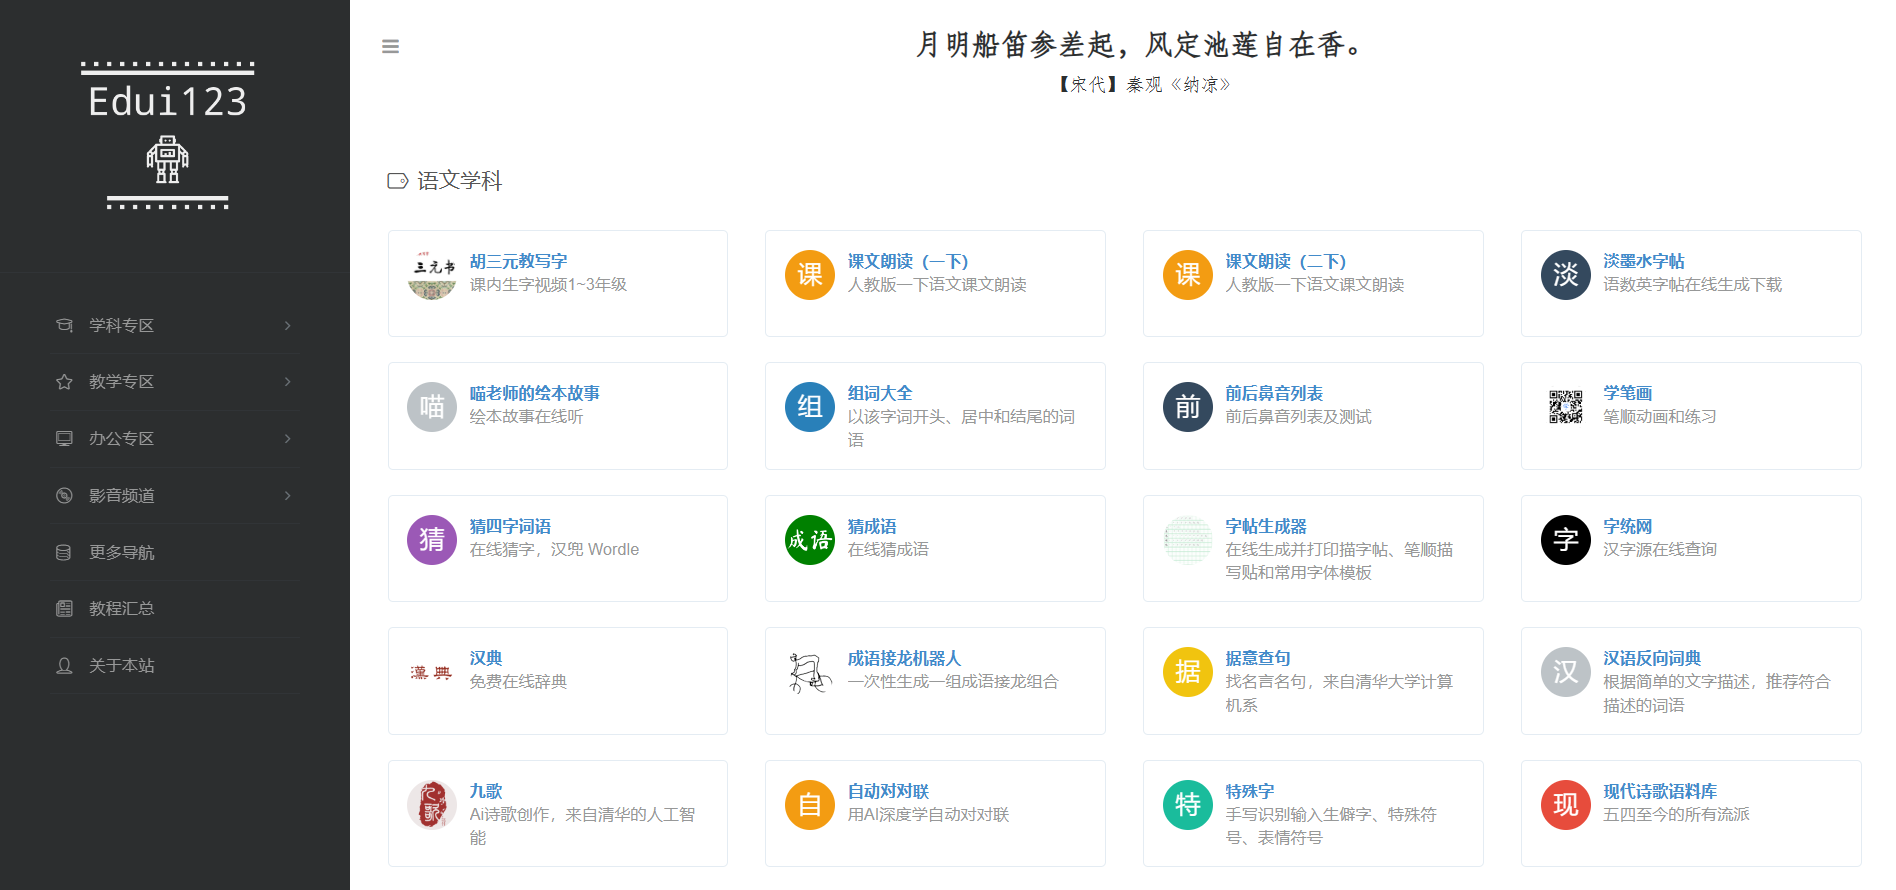 Edui123
学科专区
教学专区
办公专区
影音频道
更多导航
教程汇总
关于本站
月明船笛参差起，风定池莲自在香。
【宋代】秦观《纳凉》
语文学科
三元书
胡三元教写字
课内生字视频1~3年级
课
课文朗读（一下）
人教版一下语文课文朗读
课
课文朗读（二下）
人教版一下语文课文朗读
淡
淡墨水字帖
语数英字帖在线生成下载
喵
喵老师的绘本故事
绘本故事在线听
组
组词大全
以该字词开头、居中和结尾的词
语
前
前后鼻音列表
前后鼻音列表及测试
学笔画
笔顺动画和练习
猜
猜四字词语
在线猜字，汉兜 Wordle
成语
猜成语
在线猜成语
字帖生成器
在线生成并打印描字帖、笔顺描
写贴和常用字体模板
字
字统网
汉字源在线查询
漢典
汉典
免费在线辞典
成语接龙机器人
一次性生成一组成语接龙组合
据
据意查句
找名言名句，来自清华大学计算
机系
汉
汉语反向词典
根据简单的文字描述，推荐符合
描述的词语
九歌
九歌
Ai诗歌创作，来自清华的人工智
能
自
自动对对联
用AI深度学自动对对联
特
特殊字
手写识别输入生僻字、特殊符
号、表情符号
现
现代诗歌语料库
五四至今的所有流派